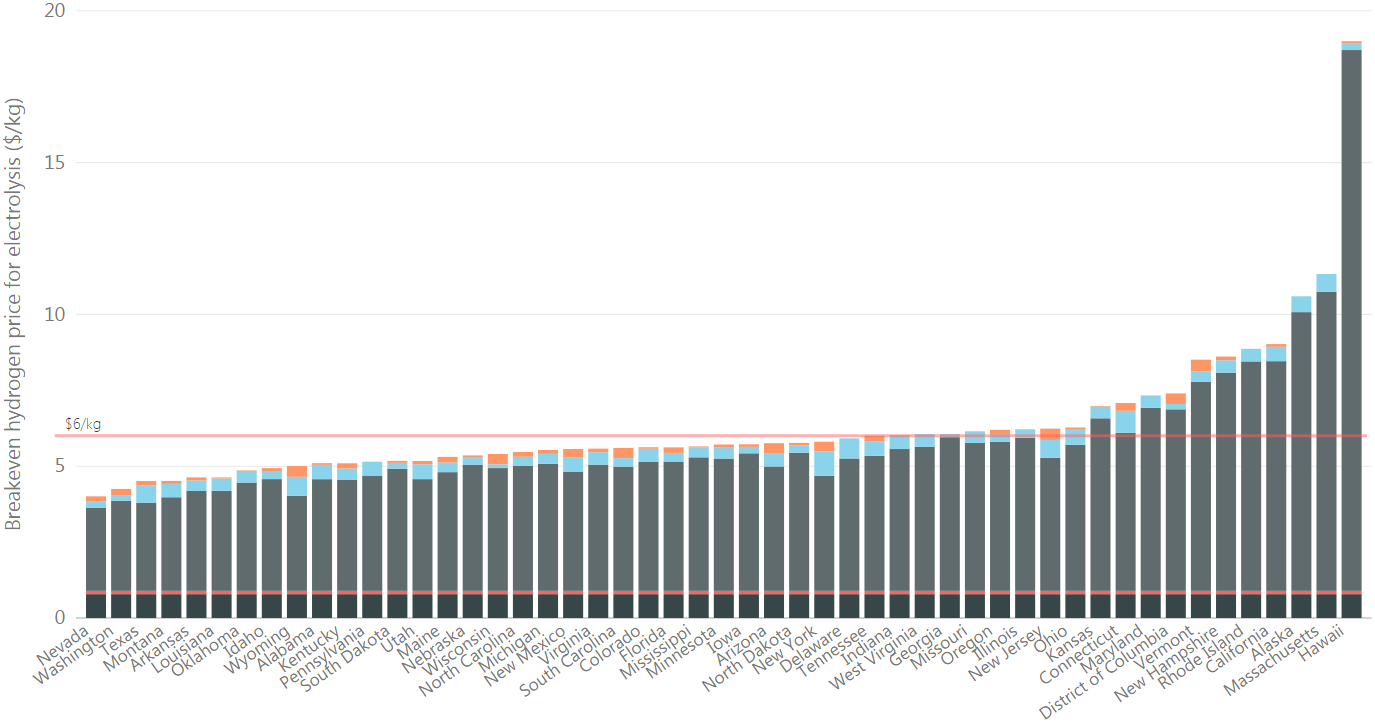 Breakeven hydrogen price for electrolysis ($/kg)
20
15
10
5
0
$6/kg
Nevada
Washington
Texas
Montana
Arkansas
Louisiana
Oklahoma
Idaho
Wyoming
Alabama
Kentucky
Pennsylvania
South Dakota
Utah
Maine
Nebraska
Wisconsin
North Carolina
Michigan
New Mexico
Virginia
South Carolina
Colorado
Florida
Mississippi
Minnesota
Iowa
Arizona
North Dakota
New York
Delaware
Tennessee
Indiana
West Virginia
Georgia
Missouri
Oregon
Illinois
New Jersey
Ohio
Kansas
Connecticut
Maryland
District of Columbia
Vermont
New Hampshire
Rhode Island
California
Alaska
Massachusetts
Hawaii